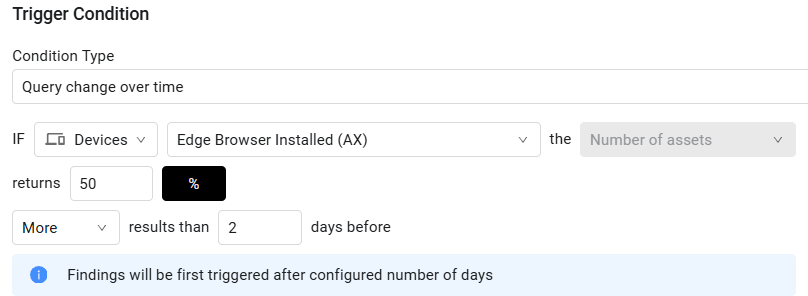 Trigger Condition
Condition Type
Query change over time
IF Devices Edge Browser Installed (AX) the Number of assets
returns 50 %
More results than 2 days before
Findings will be first triggered after configured number of days